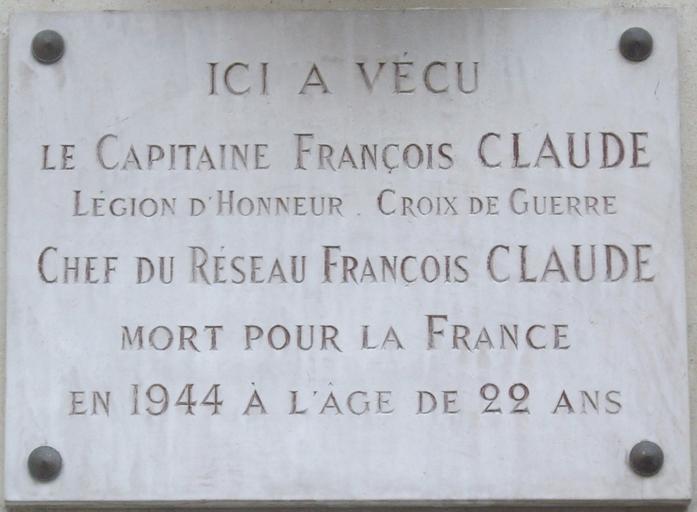 ICI A VÉCU
LE CAPITAINE FRANÇOIS CLAUDE
LÉGION D'HONNEUR . CROIX DE GUERRE
CHEF DU RÉSEAU FRANÇOIS CLAUDE
MORT POUR LA FRANCE
EN 1944 À L'ÂGE DE 22 ANS